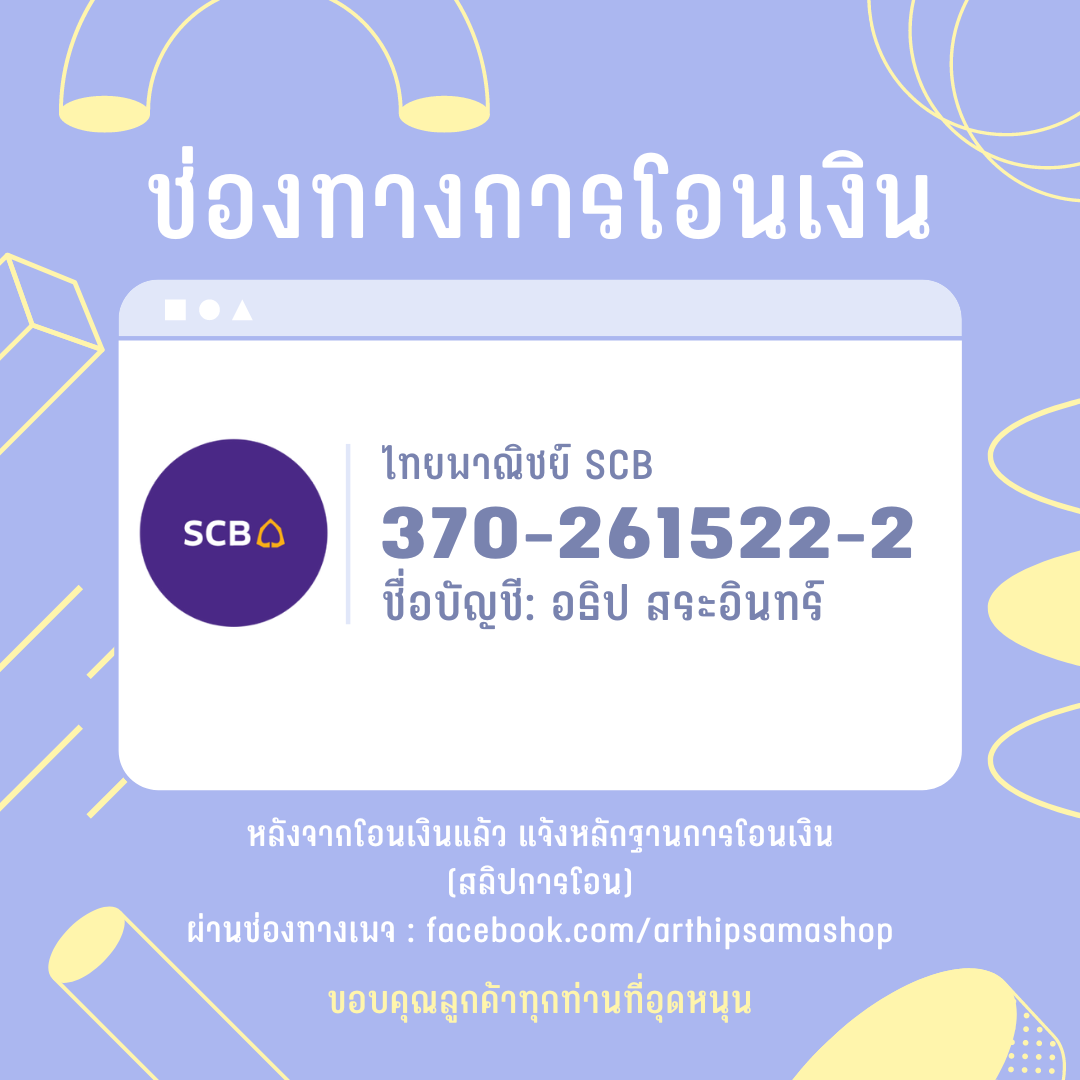 ช่องทางการโอนเงิน
SCB
ไทยพาณิชย์ SCB
370-261522-2
ชื่อบัญชี: อธิป สระอินทร์
หลังจากโอนเงินแล้ว แจ้งหลักฐานการโอนเงิน
(สลิปการโอน)
ผ่านช่องทางเพจ : facebook.com/arthipsamashop
ขอบคุณลูกค้าทุกท่านที่อุดหนุน